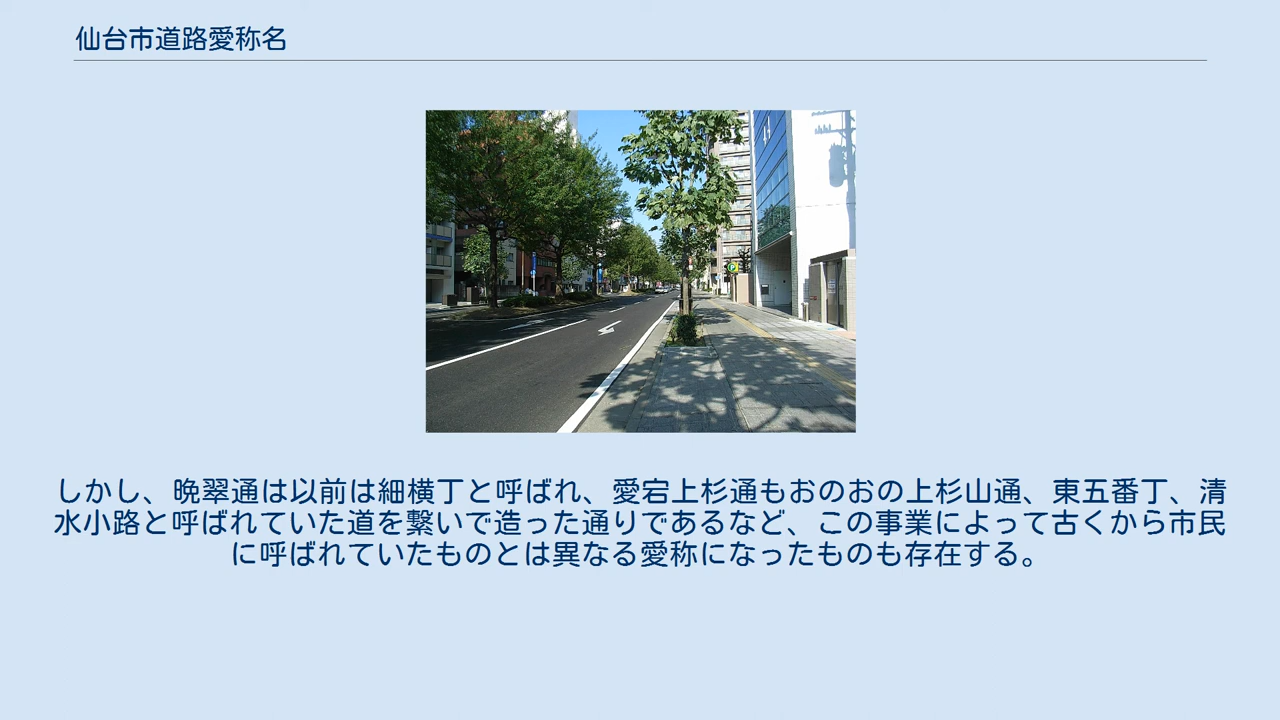 仙台市道路愛称名
しかし、晩翠通は以前は細横丁と呼ばれ、愛宕上杉通もおのおの上杉山通、東五番丁、清
水小路と呼ばれていた道を繋いで造った通りであるなど、この事業によって古くから市民
に呼ばれていたものとは異なる愛称になったものも存在する。